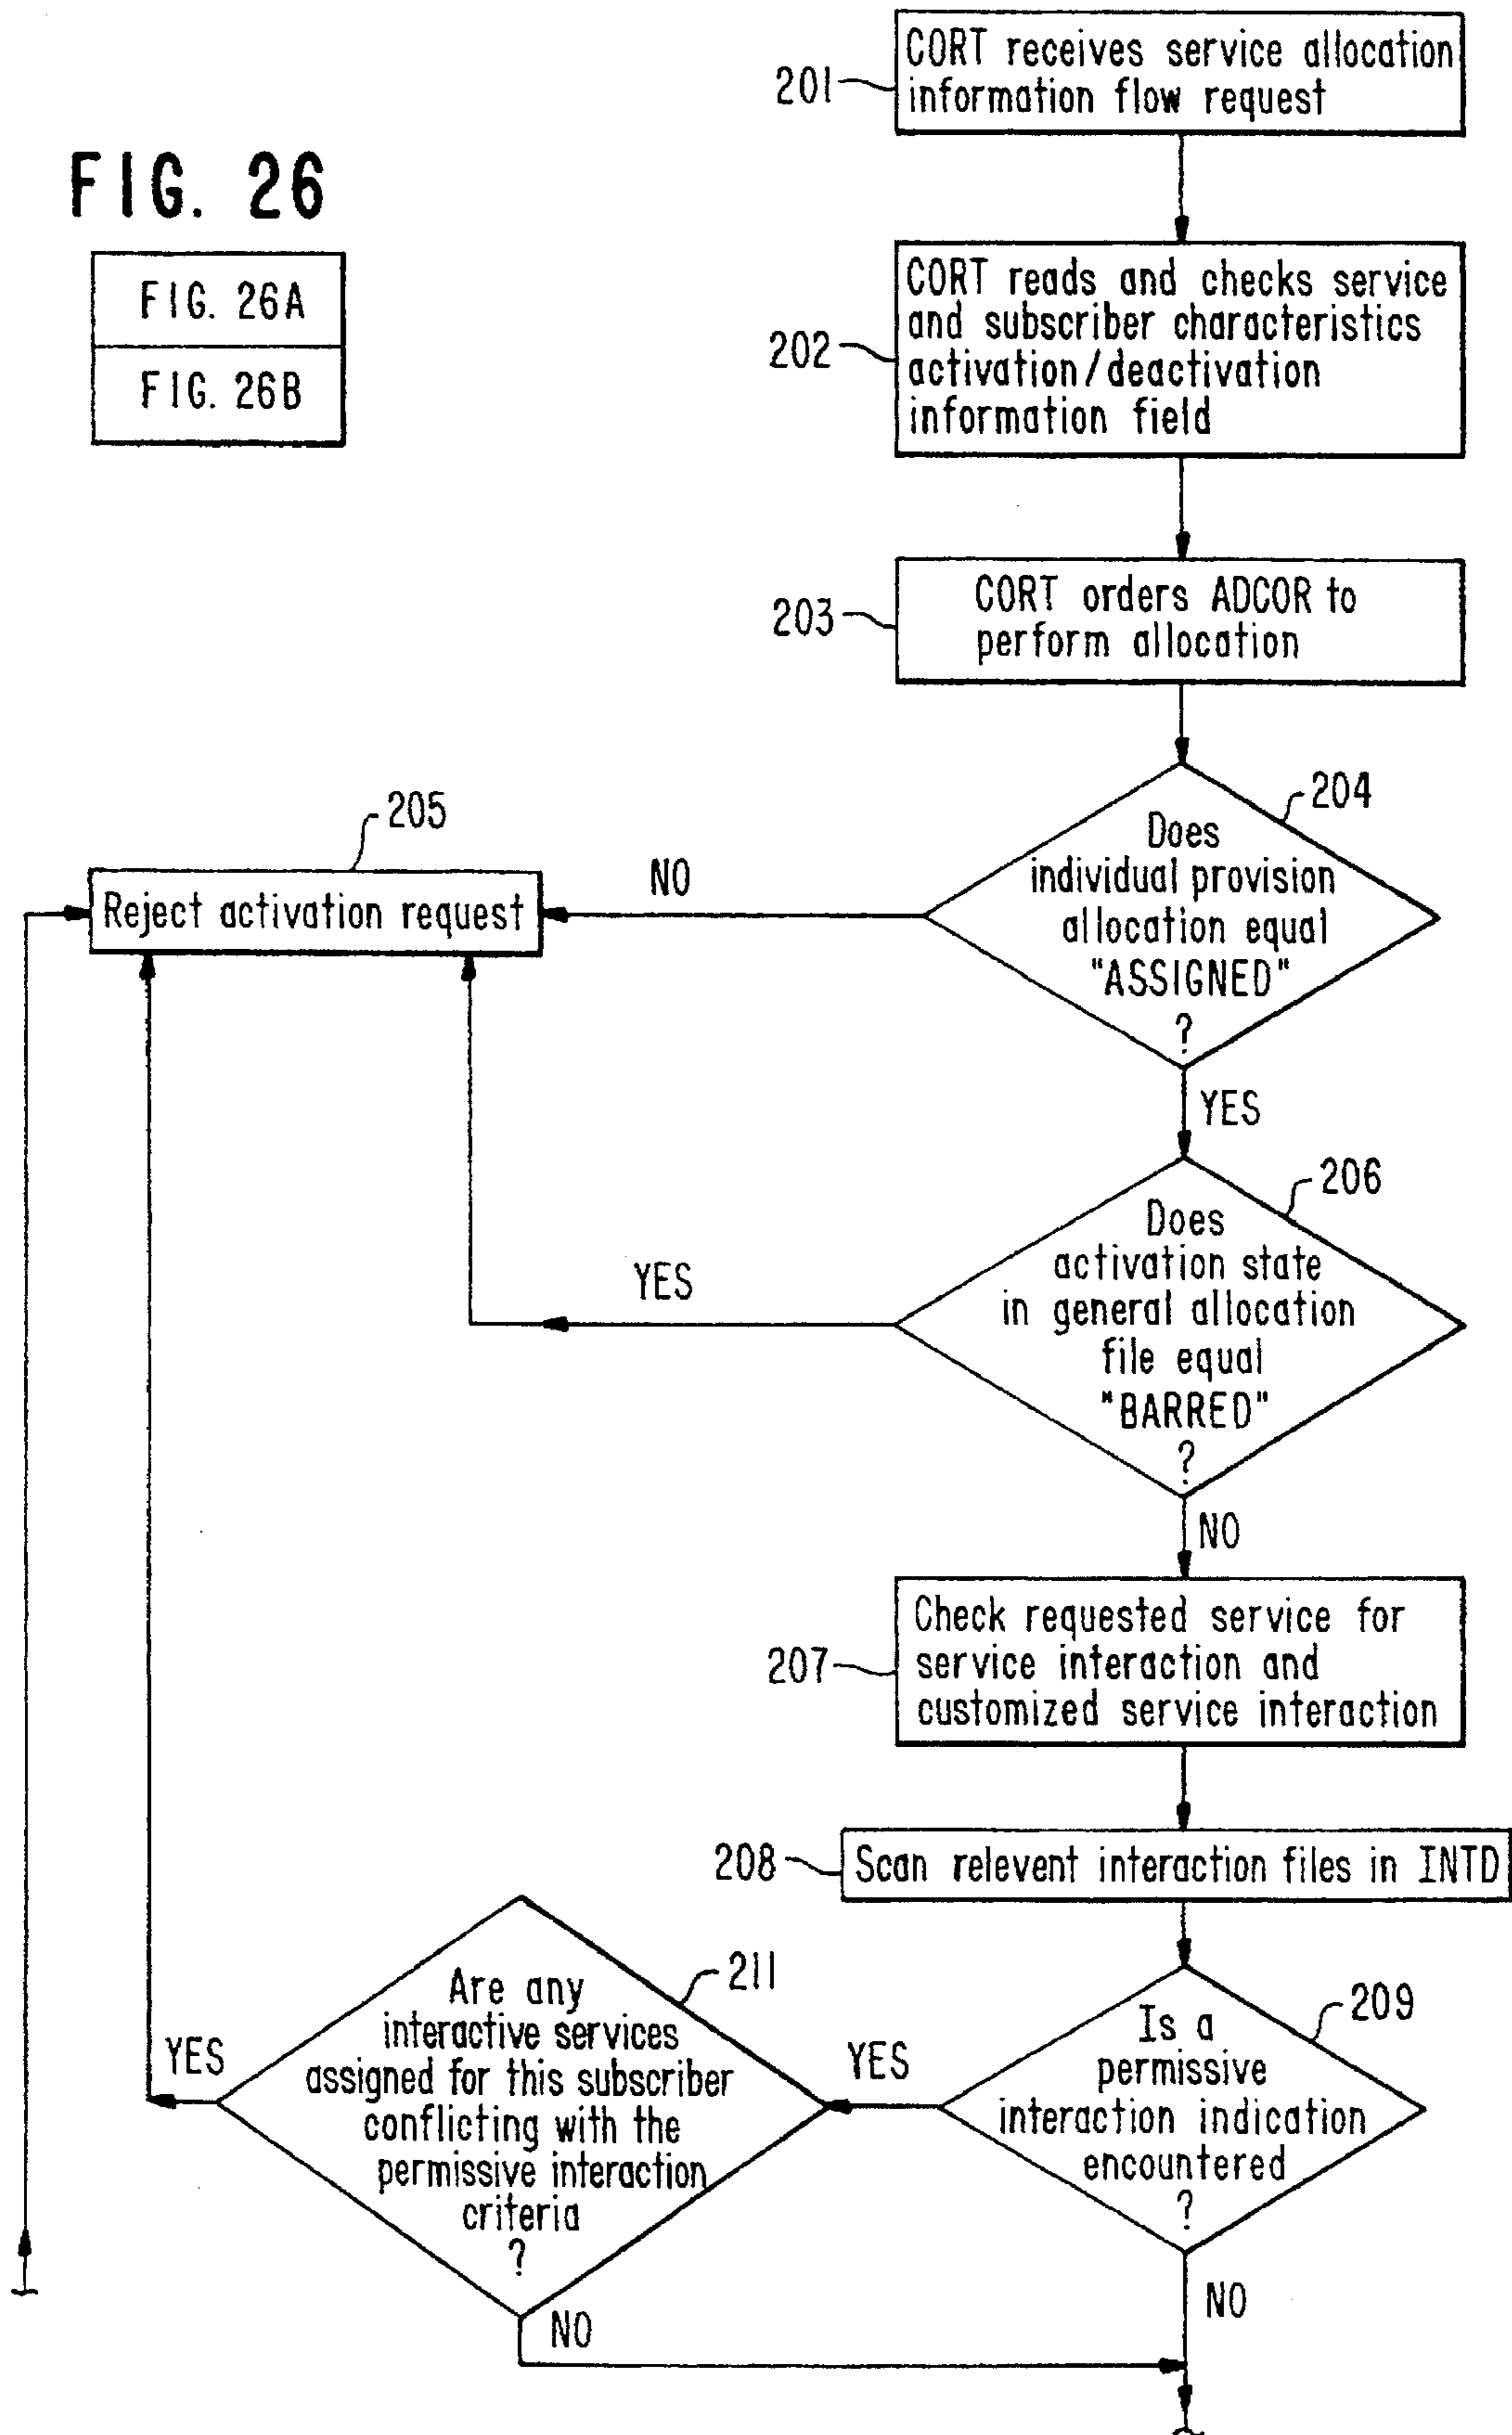 FIG. 26
FIG. 26A
FIG. 26B
201
CORT receives service allocation
information flow request
202
CORT reads and checks service
and subscriber characteristics
activation/deactivation
information field
203
CORT orders ADCOR to
perform allocation
204
Does
individual provision
allocation equal
"ASSIGNED"
?
NO
205
Reject activation request
YES
206
Does
activation state
in general allocation
file equal
"BARRED"
?
YES
NO
207
Check requested service for
service interaction and
customized service interaction
208
Scan relevent interaction files in INTD
209
Is a
permissive
interaction indication
encountered
?
YES
211
Are any
interactive services
assigned for this subscriber
conflicting with the
permissive interaction
criteria
?
YES
NO
NO